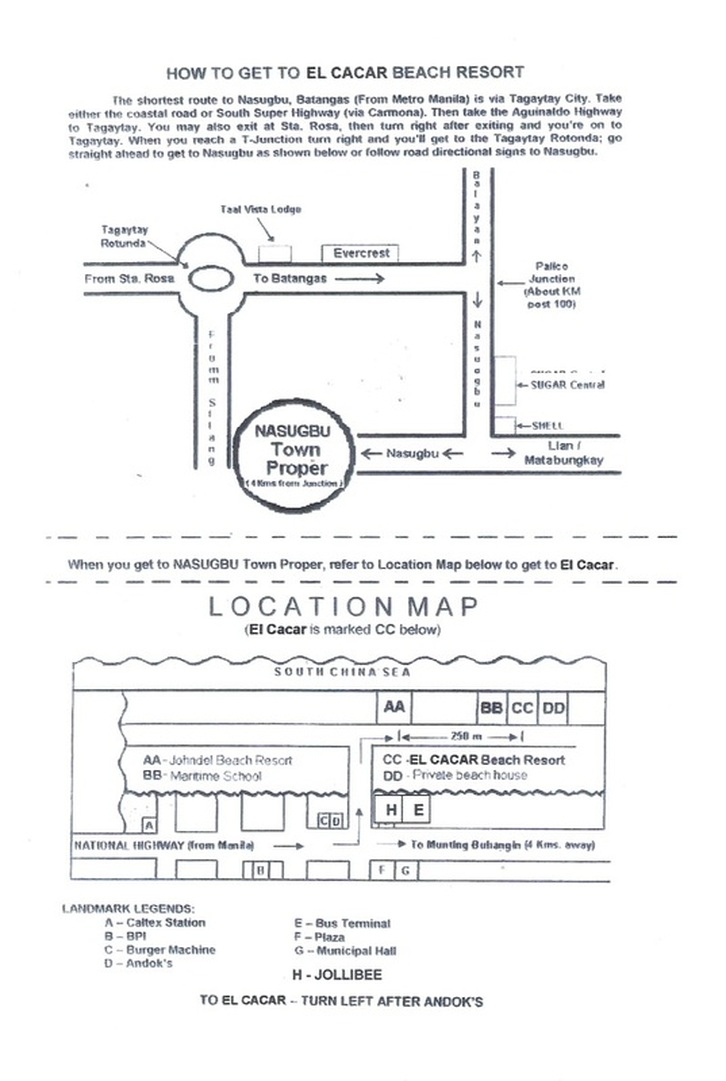 HOW TO GET TO EL CACAR BEACH RESORT
The shortest route to Nasugbu, Batangas (From Metro Manila) is via Tagaytay City. Take
either the coastal road or South Super Highway (via Carmona). Then take the Aguinaldo Highway
to Tagaytay. You may also exit at Sta. Rosa, then turn right after exiting and you're on to
Tagaytay. When you reach a T-Junction turn right and you'll get to the Tagaytay Rotonda; go
straight ahead to get to Nasugbu as shown below or follow road directional signs to Nasugbu.
Balayan
Taal Vista Lodge
Tagaytay
Rotunda
Evercrest
From Sta. Rosa
To Batangas
Palico
Junction
(About KM
post 100)
From Silang
Nasugbu
SUGAR Central
SHELL
NASUGBU
Town
Proper
(4 Kms from Junction)
Nasugbu
Lian /
Matabungkay
When you get to NASUGBU Town Proper, refer to Location Map below to get to El Cacar.
LOCATION MAP
(El Cacar is marked CC below)
SOUTH CHINA SEA
AA BB CC DD
250 m
AA- Johndel Beach Resort
BB- Maritime School
CC -EL CACAR Beach Resort
DD - Private beach house
A
C D
H E
NATIONAL HIGHWAY (from Manila)
To Munting Buhangin (4 Kms. away)
B
F G
LANDMARK LEGENDS:
A – Caltex Station
B – BPI
C – Burger Machine
D – Andok's
E – Bus Terminal
F – Plaza
G – Municipal Hall
H - JOLLIBEE
TO EL CACAR – TURN LEFT AFTER ANDOK'S